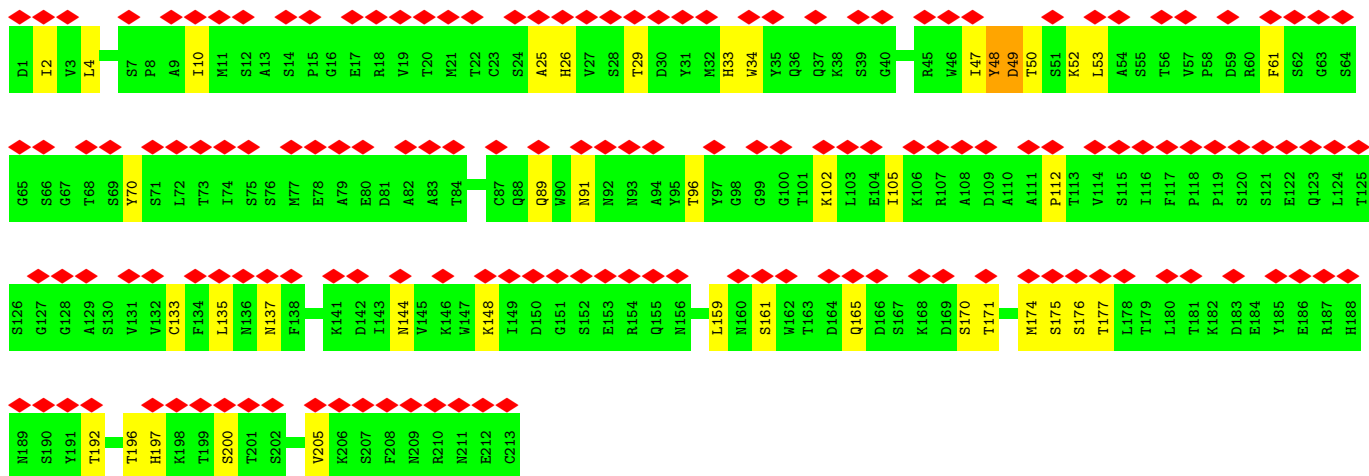 D1 I2 V3 L4 S7 P8 A9 I10 M11 S12 A13 S14 P15 G16 E17 R18 V19 T20 M21 T22 C23 S24 A25 H26 V27 S28 T29 D30 Y31 M32 H33 W34 Y35 Q36 Q37 K38 S39 G40 R45 W46 I47 Y48 D49 T50 S51 K52 L53 A54 S55 T56 V57 P58 D59 R60 F61 S62 G63 S64
G65 S66 G67 T68 S69 Y70 S71 L72 T73 I74 S75 S76 M77 E78 A79 E80 D81 A82 A83 T84 C87 Q88 Q89 W90 N91 N92 N93 A94 Y95 T96 Y97 G98 G99 G100 T101 K102 L103 E104 I105 K106 R107 A108 D109 A110 A111 P112 T113 V114 S115 I116 F117 P118 P119 S120 S121 E122 Q123 L124 T125
S126 G127 G128 A129 S130 V131 V132 C133 F134 L135 N136 N137 F138 K141 D142 I143 N144 V145 K146 W147 K148 I149 D150 G151 S152 E153 R154 Q155 N156 L159 N160 S161 W162 T163 D164 Q165 D166 S167 K168 D169 S170 T171 M174 S175 S176 T177 L178 T179 L180 T181 K182 D183 E184 Y185 E186 R187 H188
N189 S190 Y191 T192 T196 H197 K198 T199 S200 T201 S202 V205 K206 S207 F208 N209 R210 N211 E212 C213